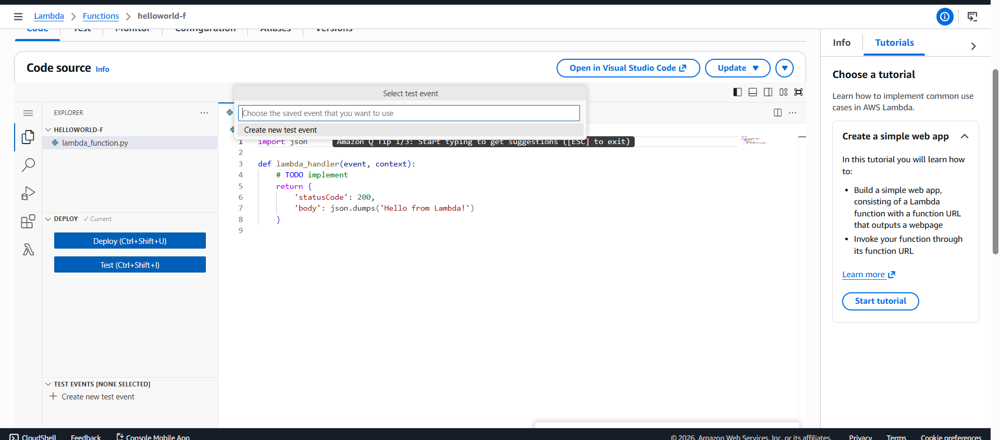 Lambda > Functions > helloworld-f
Code Test Monitor Configuration Aliases Versions
Code source Info
Open in Visual Studio Code
Update
Select test event
Choose the saved event that you want to use
Create new test event
EXPLORER
HELLOWORLD-F
lambda_function.py
DEPLOY ✓ Current
Deploy (Ctrl+Shift+U)
Test (Ctrl+Shift+I)
TEST EVENTS [NONE SELECTED]
+ Create new test event
1 import json Amazon Q Tip 1/3: Start typing to get suggestions ([ESC] to exit)
2
3 def lambda_handler(event, context):
4 # TODO implement
5 return {
6 'statusCode': 200,
7 'body': json.dumps('Hello from Lambda!')
8 }
9
Info Tutorials
Choose a tutorial
Learn how to implement common use
cases in AWS Lambda.
Create a simple web app
In this tutorial you will learn how
to:
• Build a simple web app,
consisting of a Lambda
function with a function URL
that outputs a webpage
• Invoke your function through
its function URL
Learn more
Start tutorial
CloudShell Feedback Console Mobile App
© 2026, Amazon Web Services, Inc. or its affiliates. Privacy Terms Cookie preferences